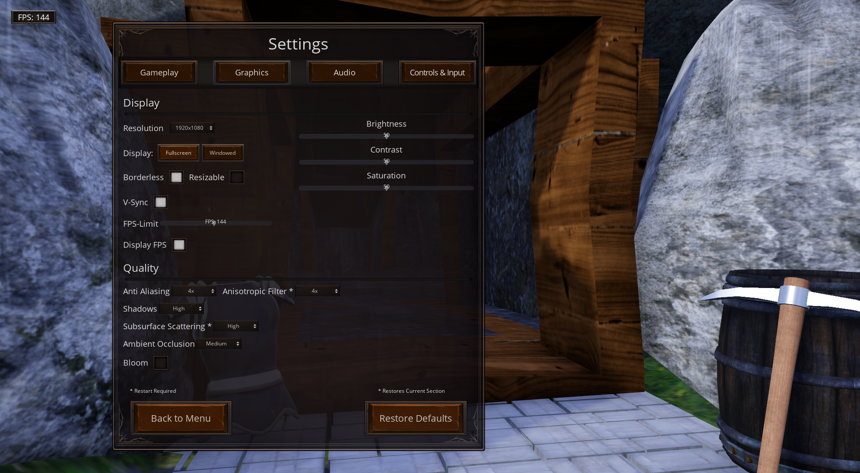 FPS: 144
Settings
Gameplay Graphics Audio Controls & Input
Display
Resolution 1920x1080
Display: Fullscreen Windowed
Borderless Resizable
V-Sync
FPS-Limit FPS: 144
Display FPS
Brightness
Contrast
Saturation
Quality
Anti Aliasing 4x Anisotropic Filter * 4x
Shadows High
Subsurface Scattering * High
Ambient Occlusion Medium
Bloom
* Restart Required * Restores Current Section
Back to Menu Restore Defaults